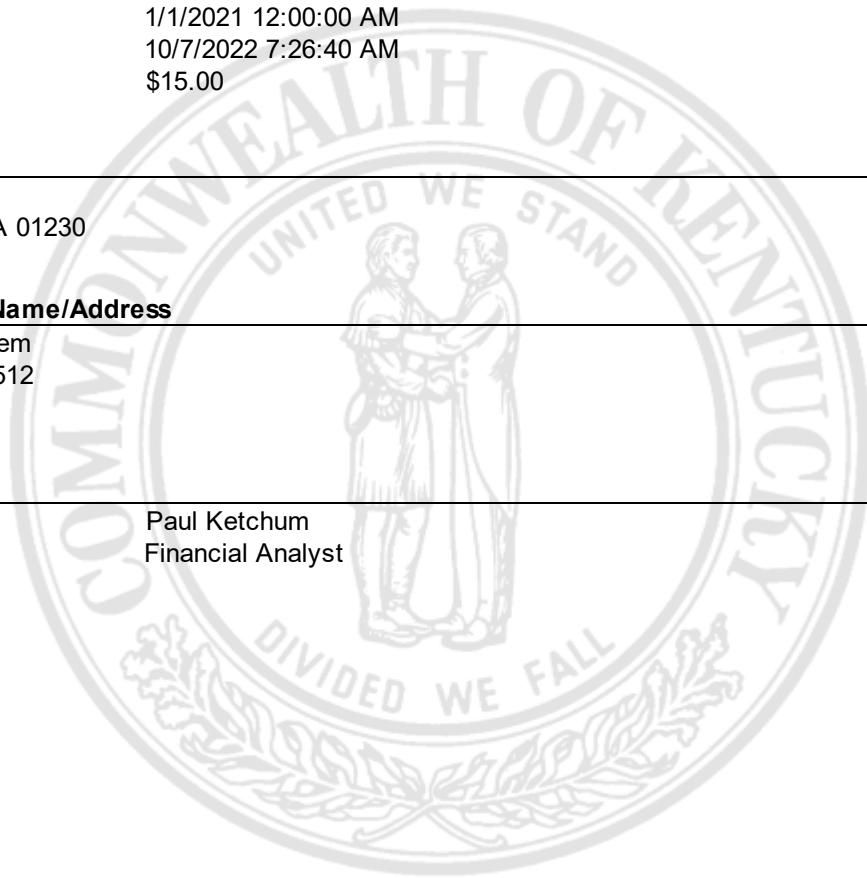 1/1/2021 12:00:00 AM
10/7/2022 7:26:40 AM
$15.00
COMMONWEALTH OF KENTUCKY
UNITED WE STAND
A 01230
Name/Address
em
512
Paul Ketchum
Financial Analyst
DIVIDED WE FALL